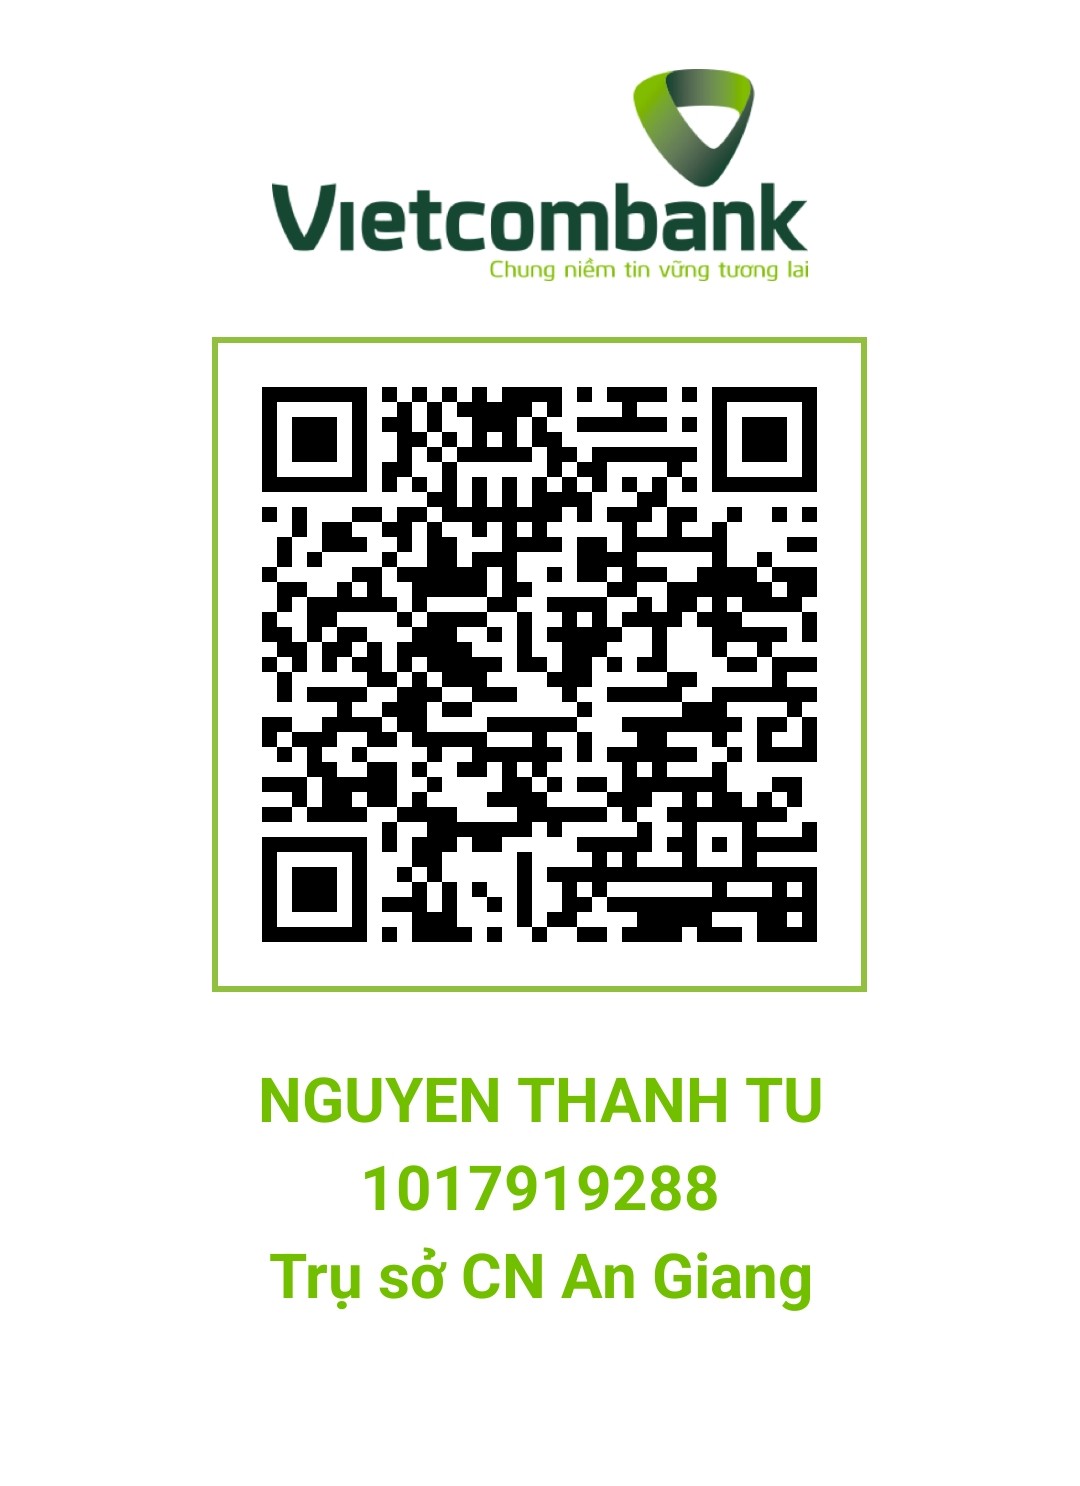 Vietcombank
Chung niềm tin vững tương lai
NGUYEN THANH TU
1017919288
Trụ sở CN An Giang